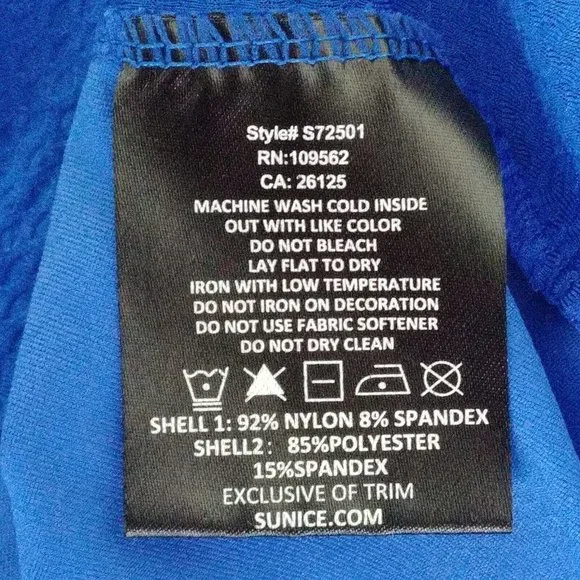 Style# S72501
RN:109562
CA: 26125
MACHINE WASH COLD INSIDE
OUT WITH LIKE COLOR
DO NOT BLEACH
LAY FLAT TO DRY
IRON WITH LOW TEMPERATURE
DO NOT IRON ON DECORATION
DO NOT USE FABRIC SOFTENER
DO NOT DRY CLEAN
SHELL 1: 92% NYLON 8% SPANDEX
SHELL2: 85%POLYESTER
15%SPANDEX
EXCLUSIVE OF TRIM
SUNICE.COM